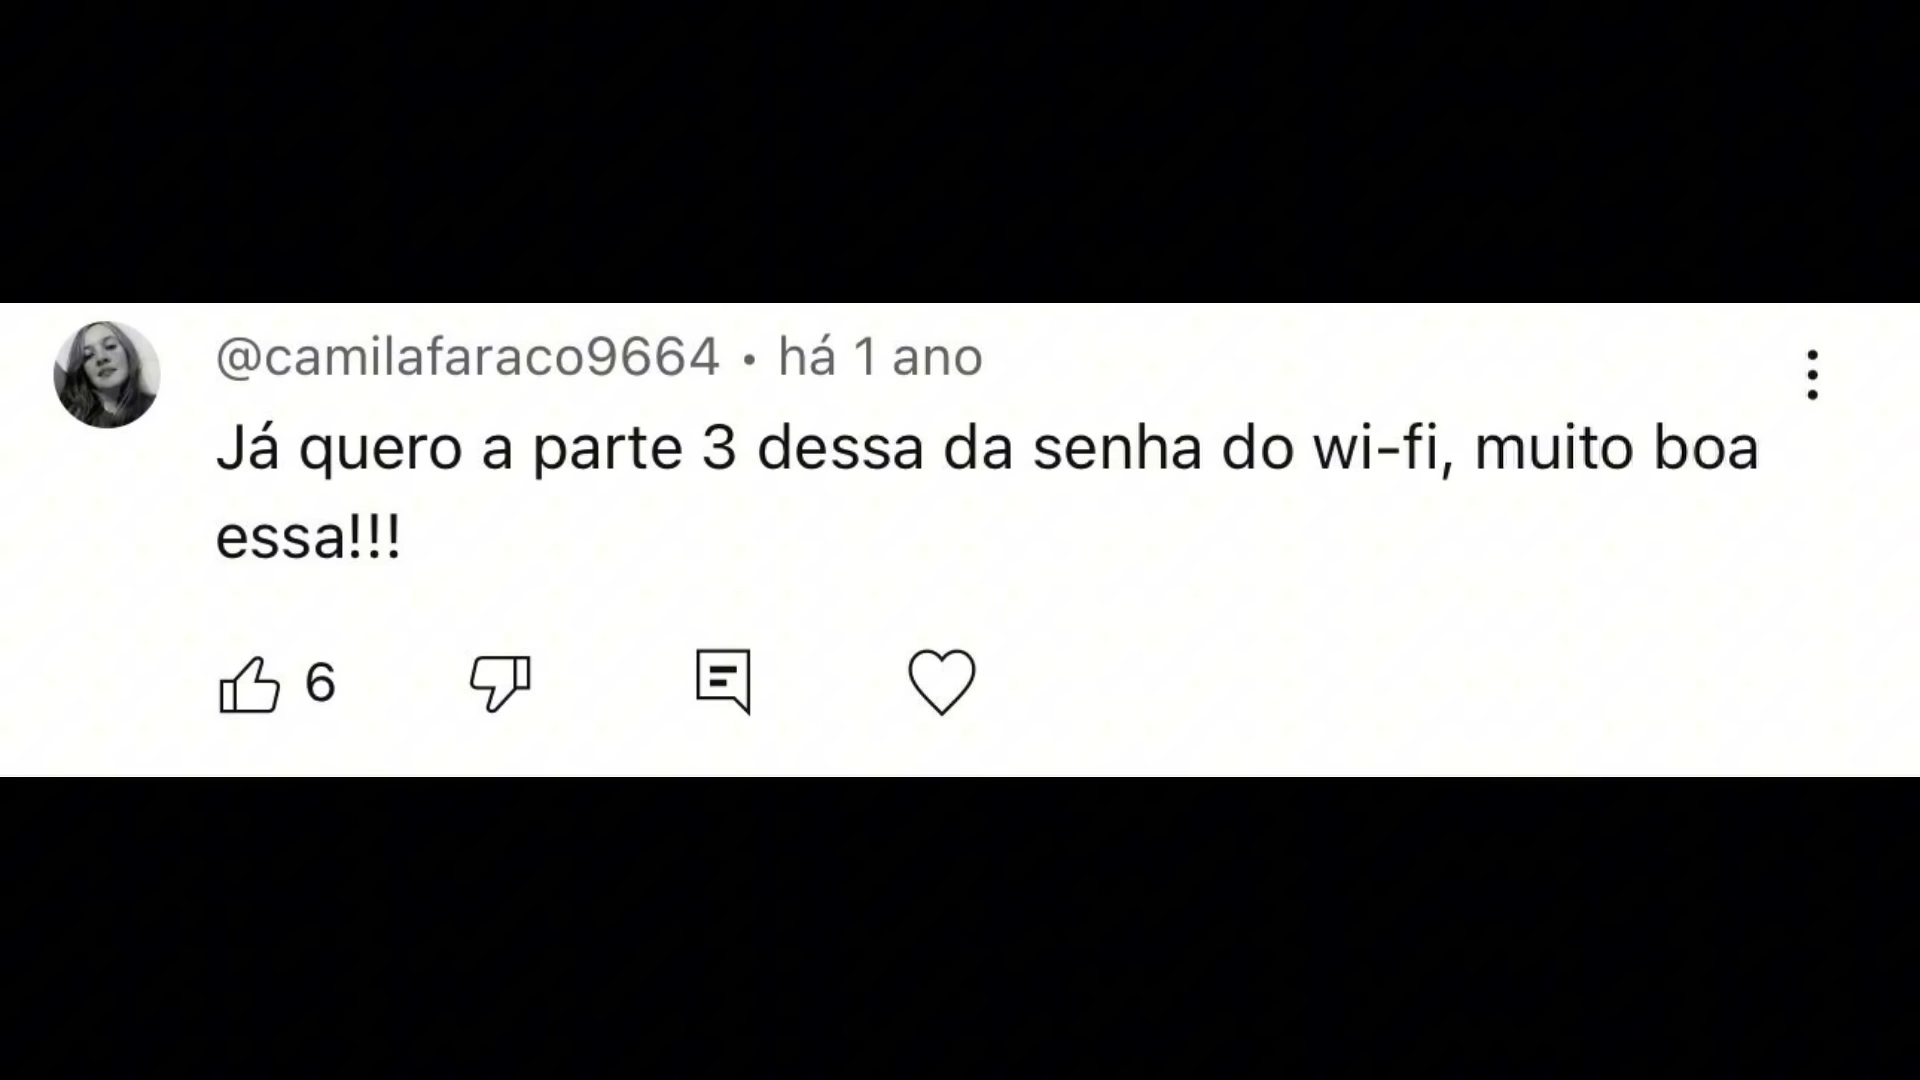 @camilafaraco9664 • há 1 ano
Já quero a parte 3 dessa da senha do wi-fi, muito boa
essa!!!
6